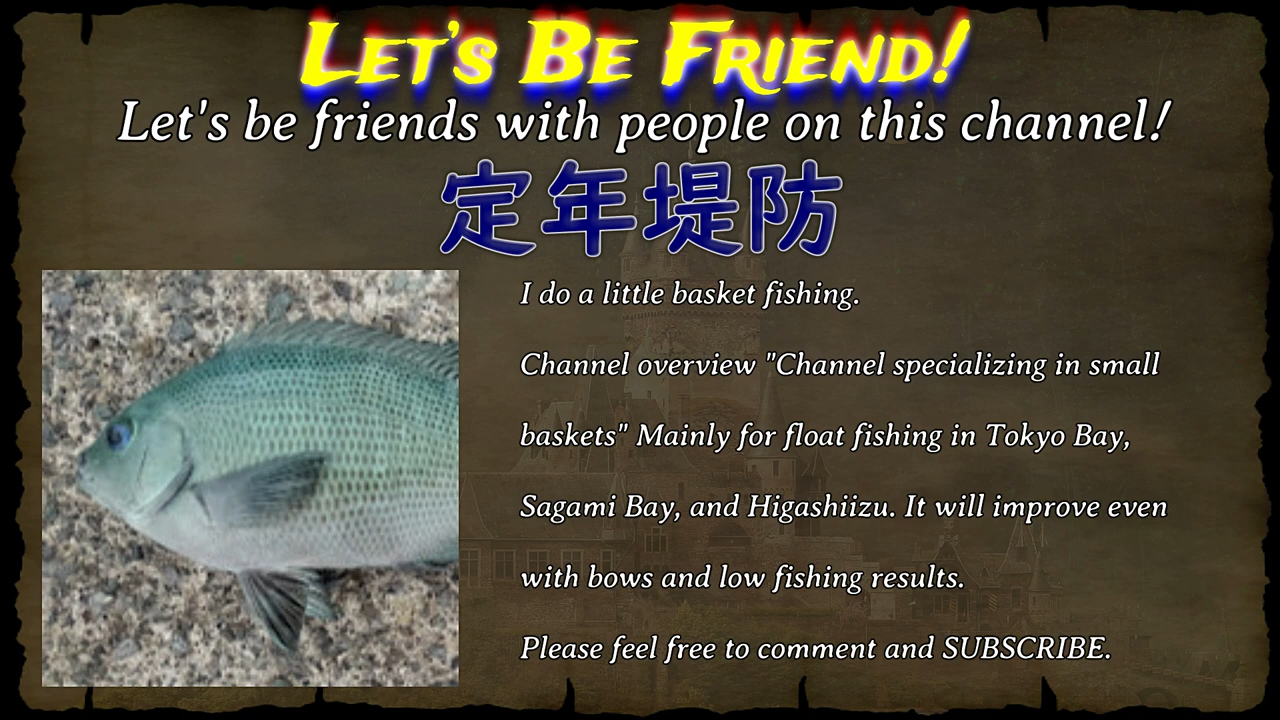 Let's Be Friend!
Let's be friends with people on this channel!
定年堤防
I do a little basket fishing.
Channel overview "Channel specializing in small
baskets" Mainly for float fishing in Tokyo Bay,
Sagami Bay, and Higashiizu. It will improve even
with bows and low fishing results.
Please feel free to comment and SUBSCRIBE.